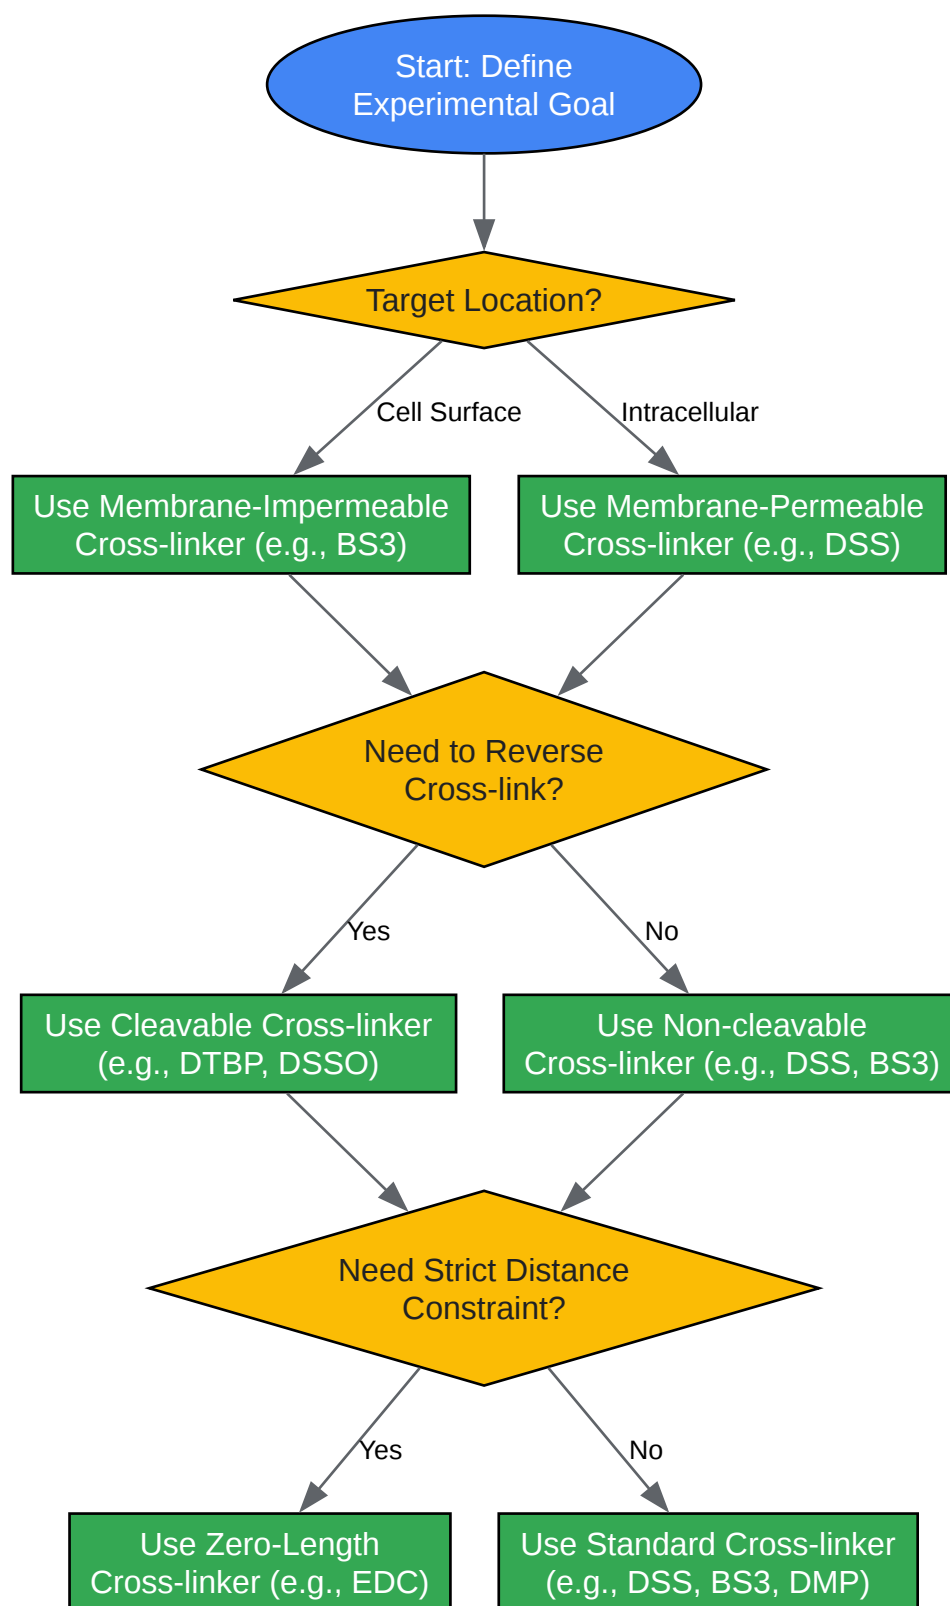 Start: Define
Experimental Goal
Target Location?
Cell Surface
Intracellular
Use Membrane-Impermeable
Cross-linker (e.g., BS3)
Use Membrane-Permeable
Cross-linker (e.g., DSS)
Need to Reverse
Cross-link?
Yes
No
Use Cleavable Cross-linker
(e.g., DTBP, DSSO)
Use Non-cleavable
Cross-linker (e.g., DSS, BS3)
Need Strict Distance
Constraint?
Yes
No
Use Zero-Length
Cross-linker (e.g., EDC)
Use Standard Cross-linker
(e.g., DSS, BS3, DMP)